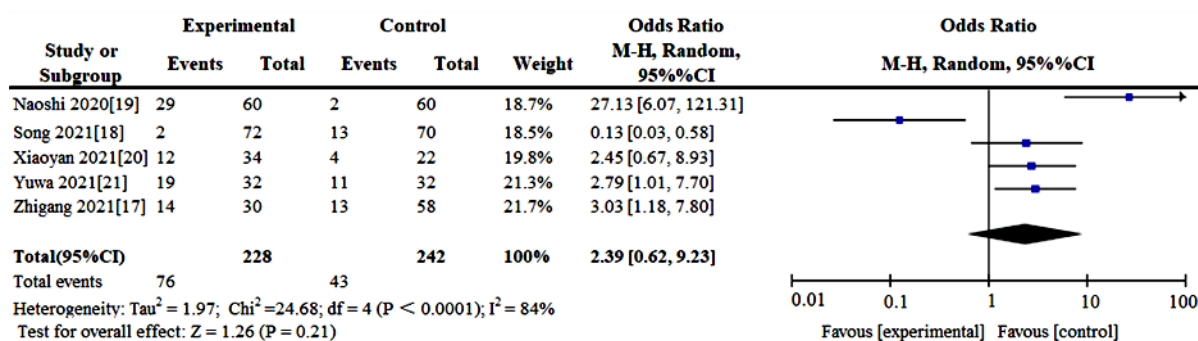 Experimental Control Odds Ratio Odds Ratio
Study or Subgroup Events Total Events Total Weight M-H, Random, 95%%CI M-H, Random, 95%%CI
Naoshi 2020[19] 29 60 2 60 18.7% 27.13 [6.07, 121.31]
Song 2021[18] 2 72 13 70 18.5% 0.13 [0.03, 0.58]
Xiaoyan 2021[20] 12 34 4 22 19.8% 2.45 [0.67, 8.93]
Yuwa 2021[21] 19 32 11 32 21.3% 2.79 [1.01, 7.70]
Zhigang 2021[17] 14 30 13 58 21.7% 3.03 [1.18, 7.80]
Total(95%CI) 228 242 100% 2.39 [0.62, 9.23]
Total events 76 43
Heterogeneity: Tau² = 1.97; Chi² =24.68; df = 4 (P < 0.0001); I² = 84%
Test for overall effect: Z = 1.26 (P = 0.21)
0.01 0.1 1 10 100
Favous [experimental] Favous [control]